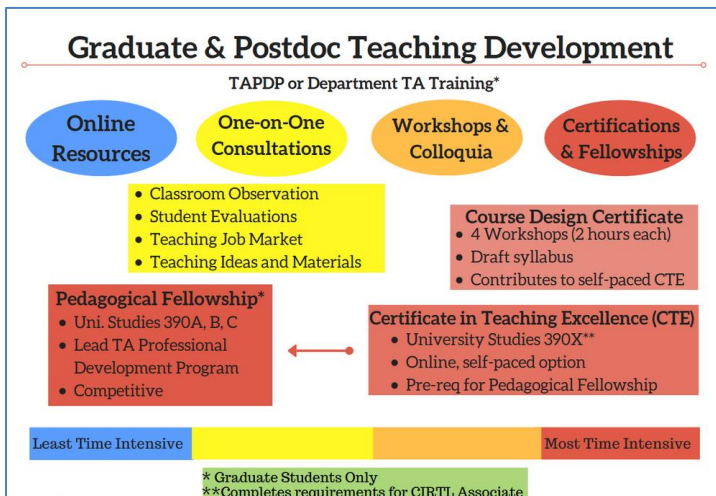 Graduate & Postdoc Teaching Development
TAPDP or Department TA Training*
Online
Resources
One-on-One
Consultations
Workshops &
Colloquia
Certifications
& Fellowships
• Classroom Observation
• Student Evaluations
• Teaching Job Market
• Teaching Ideas and Materials
Course Design Certificate
• 4 Workshops (2 hours each)
• Draft syllabus
• Contributes to self-paced CTE
Pedagogical Fellowship*
• Uni. Studies 390A, B, C
• Lead TA Professional
Development Program
• Competitive
Certificate in Teaching Excellence (CTE)
• University Studies 390X**
• Online, self-paced option
• Pre-req for Pedagogical Fellowship
Least Time Intensive
Most Time Intensive
* Graduate Students Only
**Completes requirements for CIRTL Associate